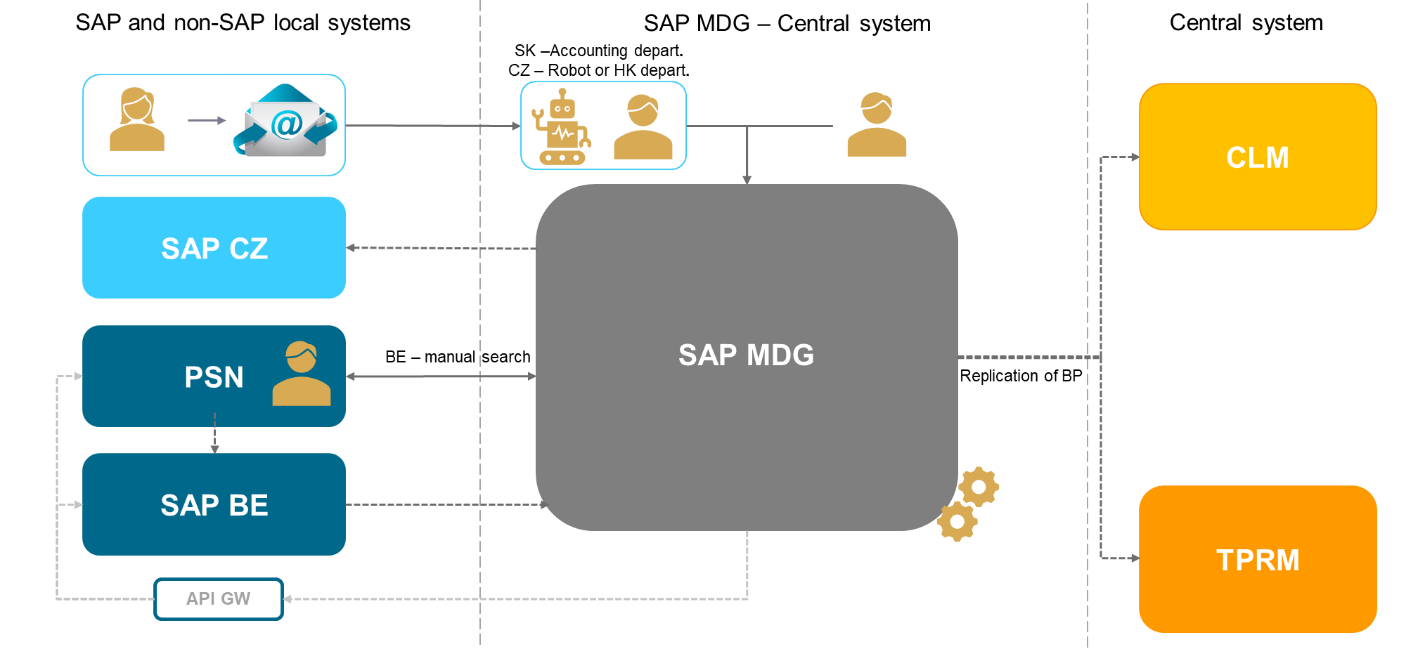 SAP and non-SAP local systems
SAP MDG – Central system
Central system
SK –Accounting depart.
CZ – Robot or HK depart.
@
CLM
SAP CZ
SAP MDG
BE – manual search
PSN
Replication of BP
SAP BE
TPRM
API GW